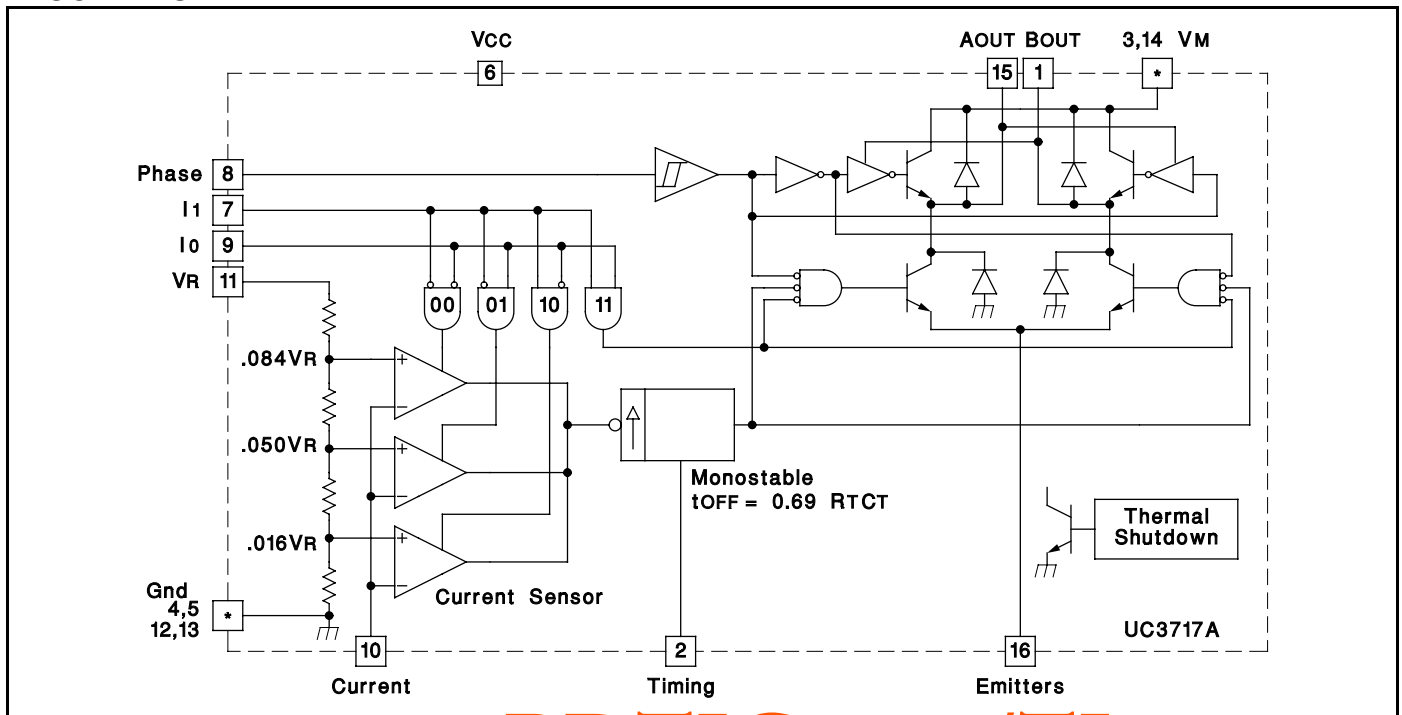 VCC
AOUT BOUT 3,14 VM
6
15
1
*
Phase 8
I1 7
I0 9
VR 11
00
01
10
11
.084VR
+
−
.050VR
+
−
.016VR
+
−
Monostable
tOFF = 0.69 RTCT
Thermal
Shutdown
Current Sensor
Gnd
4,5
12,13
*
UC3717A
10
2
16
Current
Timing
Emitters